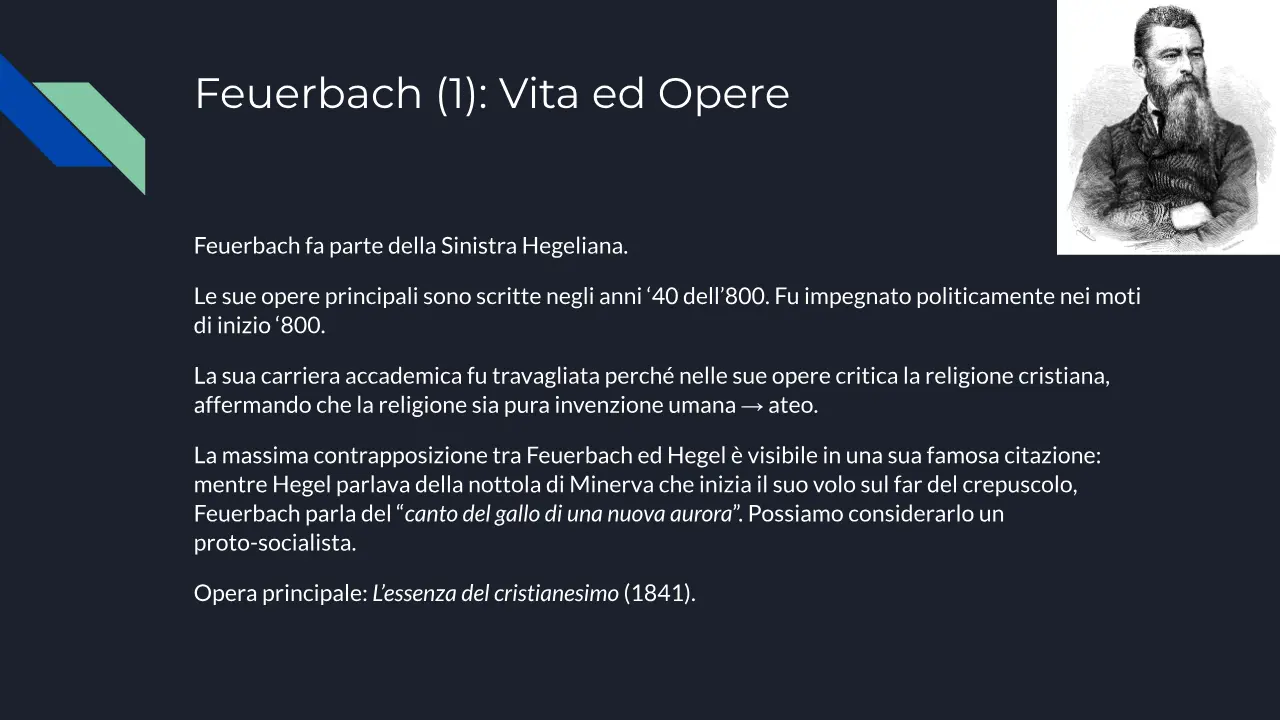 Feuerbach (1): Vita ed Opere
Feuerbach fa parte della Sinistra Hegeliana.
Le sue opere principali sono scritte negli anni ‘40 dell’800. Fu impegnato politicamente nei moti
di inizio ‘800.
La sua carriera accademica fu travagliata perché nelle sue opere critica la religione cristiana,
affermando che la religione sia pura invenzione umana → ateo.
La massima contrapposizione tra Feuerbach ed Hegel è visibile in una sua famosa citazione:
mentre Hegel parlava della nottola di Minerva che inizia il suo volo sul far del crepuscolo,
Feuerbach parla del “canto del gallo di una nuova aurora”. Possiamo considerarlo un
proto-socialista.
Opera principale: L’essenza del cristianesimo (1841).